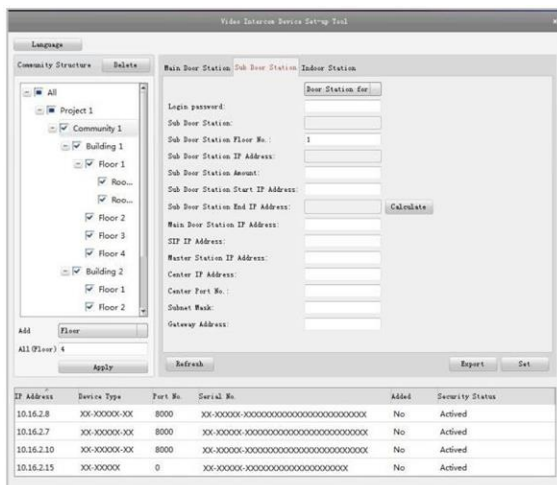 Video Intercom Device Set-up Tool
Language
Community Structure Delete
Main Door Station Sub Door Station Indoor Station
All
Project 1
Community 1
Building 1
Floor 1
Roo...
Roo...
Floor 2
Floor 3
Floor 4
Building 2
Floor 1
Floor 2
Add Floor
All(Floor) 4
Apply
Door Station for
Login password:
Sub Door Station:
Sub Door Station Floor No.: 1
Sub Door Station IP Address:
Sub Door Station Amount:
Sub Door Station Start IP Address:
Sub Door Station End IP Address: Calculate
Main Door Station IP Address:
SIP IP Address:
Master Station IP Address:
Center IP Address:
Center Port No.:
Subnet Mask:
Gateway Address:
Refresh Export Set
IP Address Device Type Port No. Serial No. Added Security Status
10.16.2.8 XX-XXXXX-XX 8000 XX-XXXXX-XXXXXXXXXXXXXXXXXXXXXXXX No Actived
10.16.2.7 XX-XXXXX-XX 8000 XX-XXXXX-XXXXXXXXXXXXXXXXXXXXXXXX No Actived
10.16.2.10 XX-XXXXX-XX 8000 XX-XXXXX-XXXXXXXXXXXXXXXXXXXXXXXX No Actived
10.16.2.15 XX-XXXXX 0 XX-XXXXX-XXXXXXXXXXXXXXXXXXXX No Actived